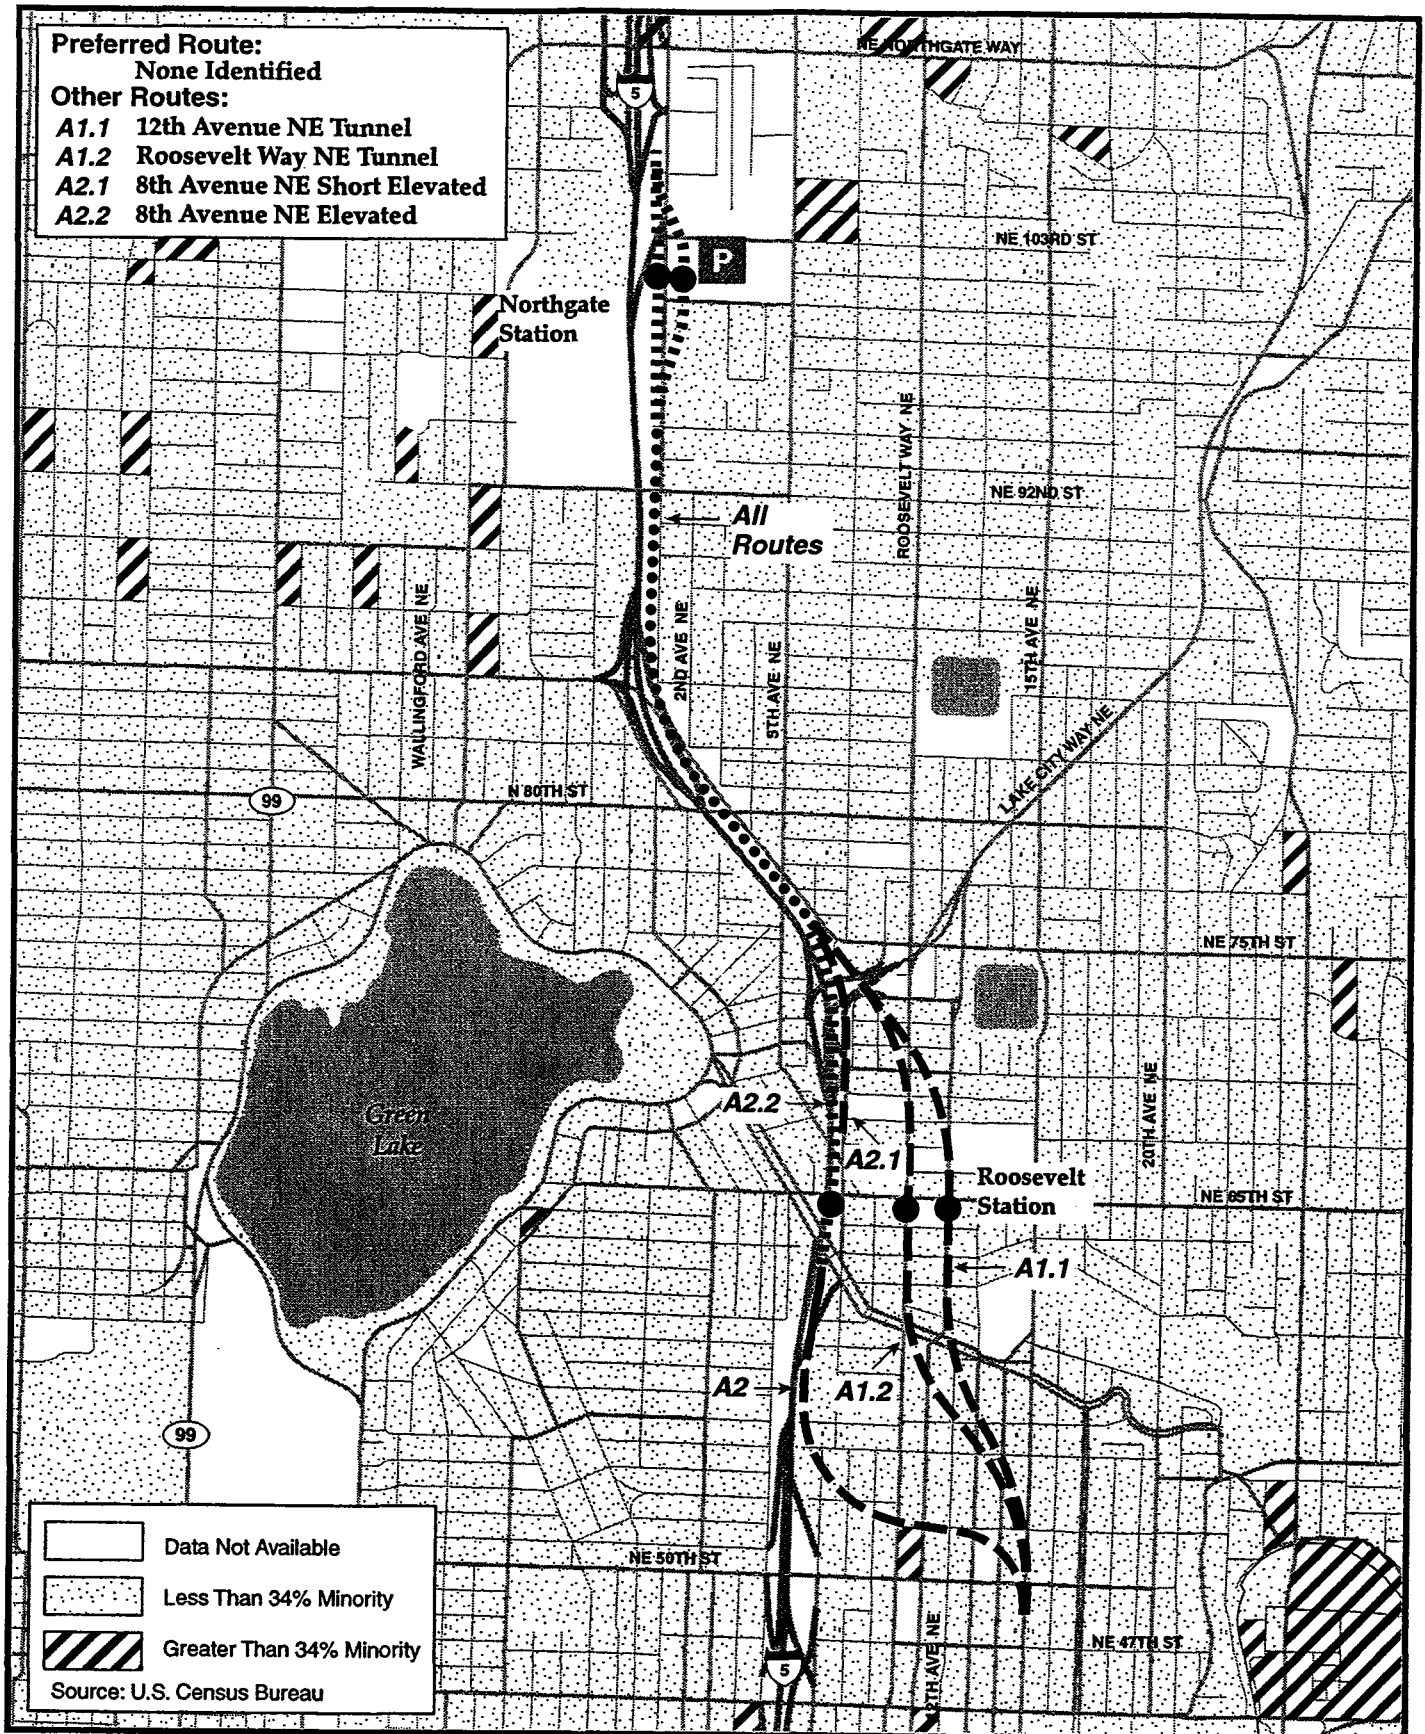 Preferred Route:
None Identified
Other Routes:
A1.1 12th Avenue NE Tunnel
A1.2 Roosevelt Way NE Tunnel
A2.1 8th Avenue NE Short Elevated
A2.2 8th Avenue NE Elevated
5
NE NORTHGATE WAY
NE 103RD ST
P
Northgate
Station
ROOSEVELT WAY NE
NE 92ND ST
All
Routes
WALLINGFORD AVE NE
2ND AVE NE
5TH AVE NE
15TH AVE NE
LAKE CITY WAY NE
99
N 80TH ST
NE 75TH ST
Green
Lake
A2.2
A2.1
20TH AVE NE
Roosevelt
Station
NE 65TH ST
A1.1
A2
A1.2
99
NE 50TH ST
12TH AVE NE
NE 47TH ST
5
Data Not Available
Less Than 34% Minority
Greater Than 34% Minority
Source: U.S. Census Bureau